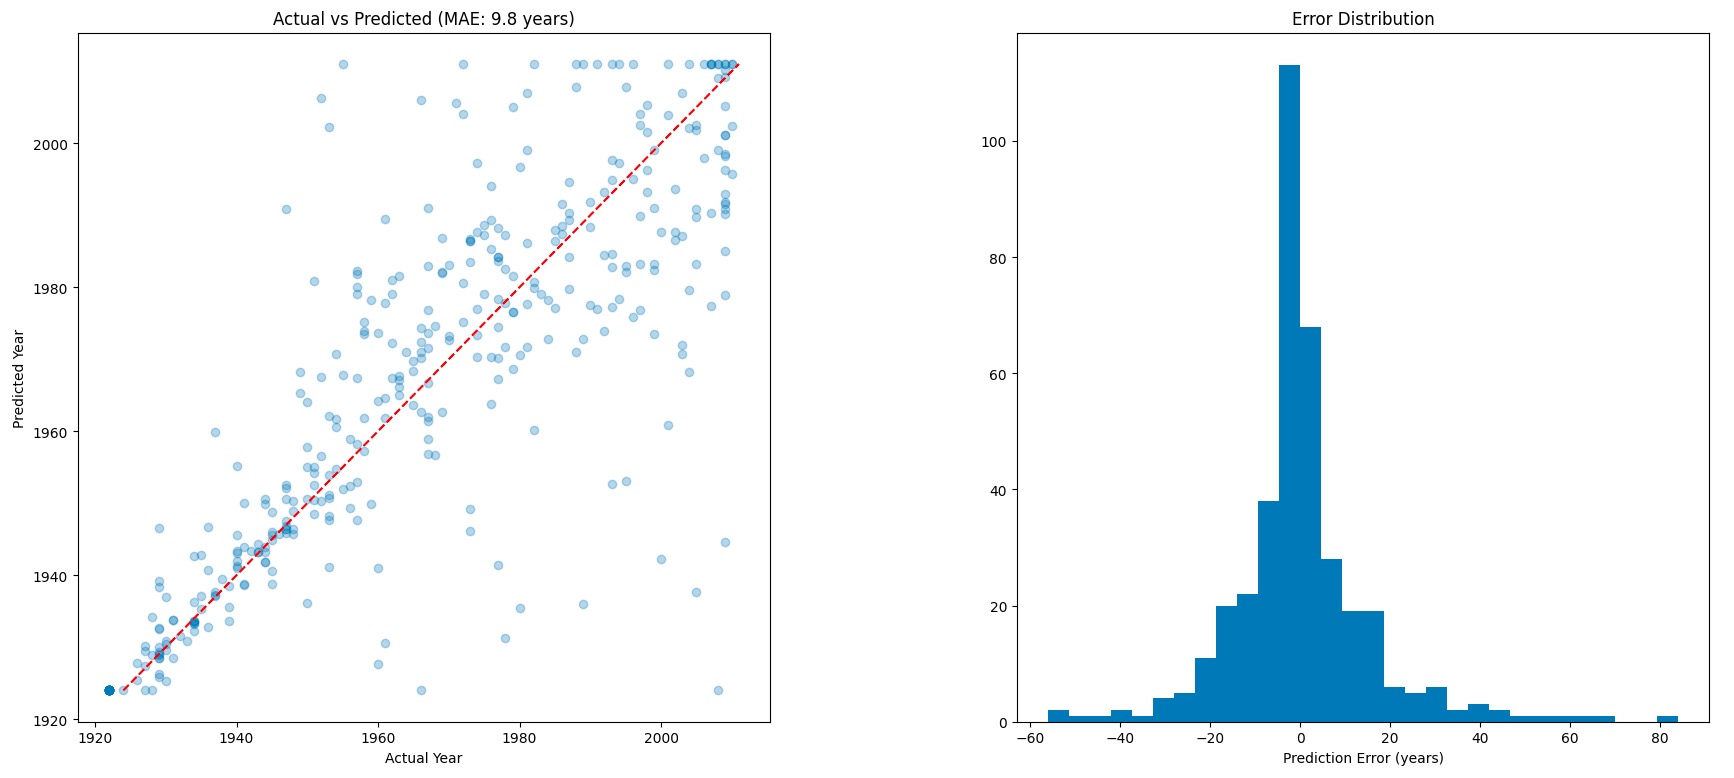 Actual vs Predicted (MAE: 9.8 years)
2000
1980
1960
1940
1920
Predicted Year
1920 1940 1960 1980 2000
Actual Year
Error Distribution
100
80
60
40
20
0
−60 −40 −20 0 20 40 60 80
Prediction Error (years)